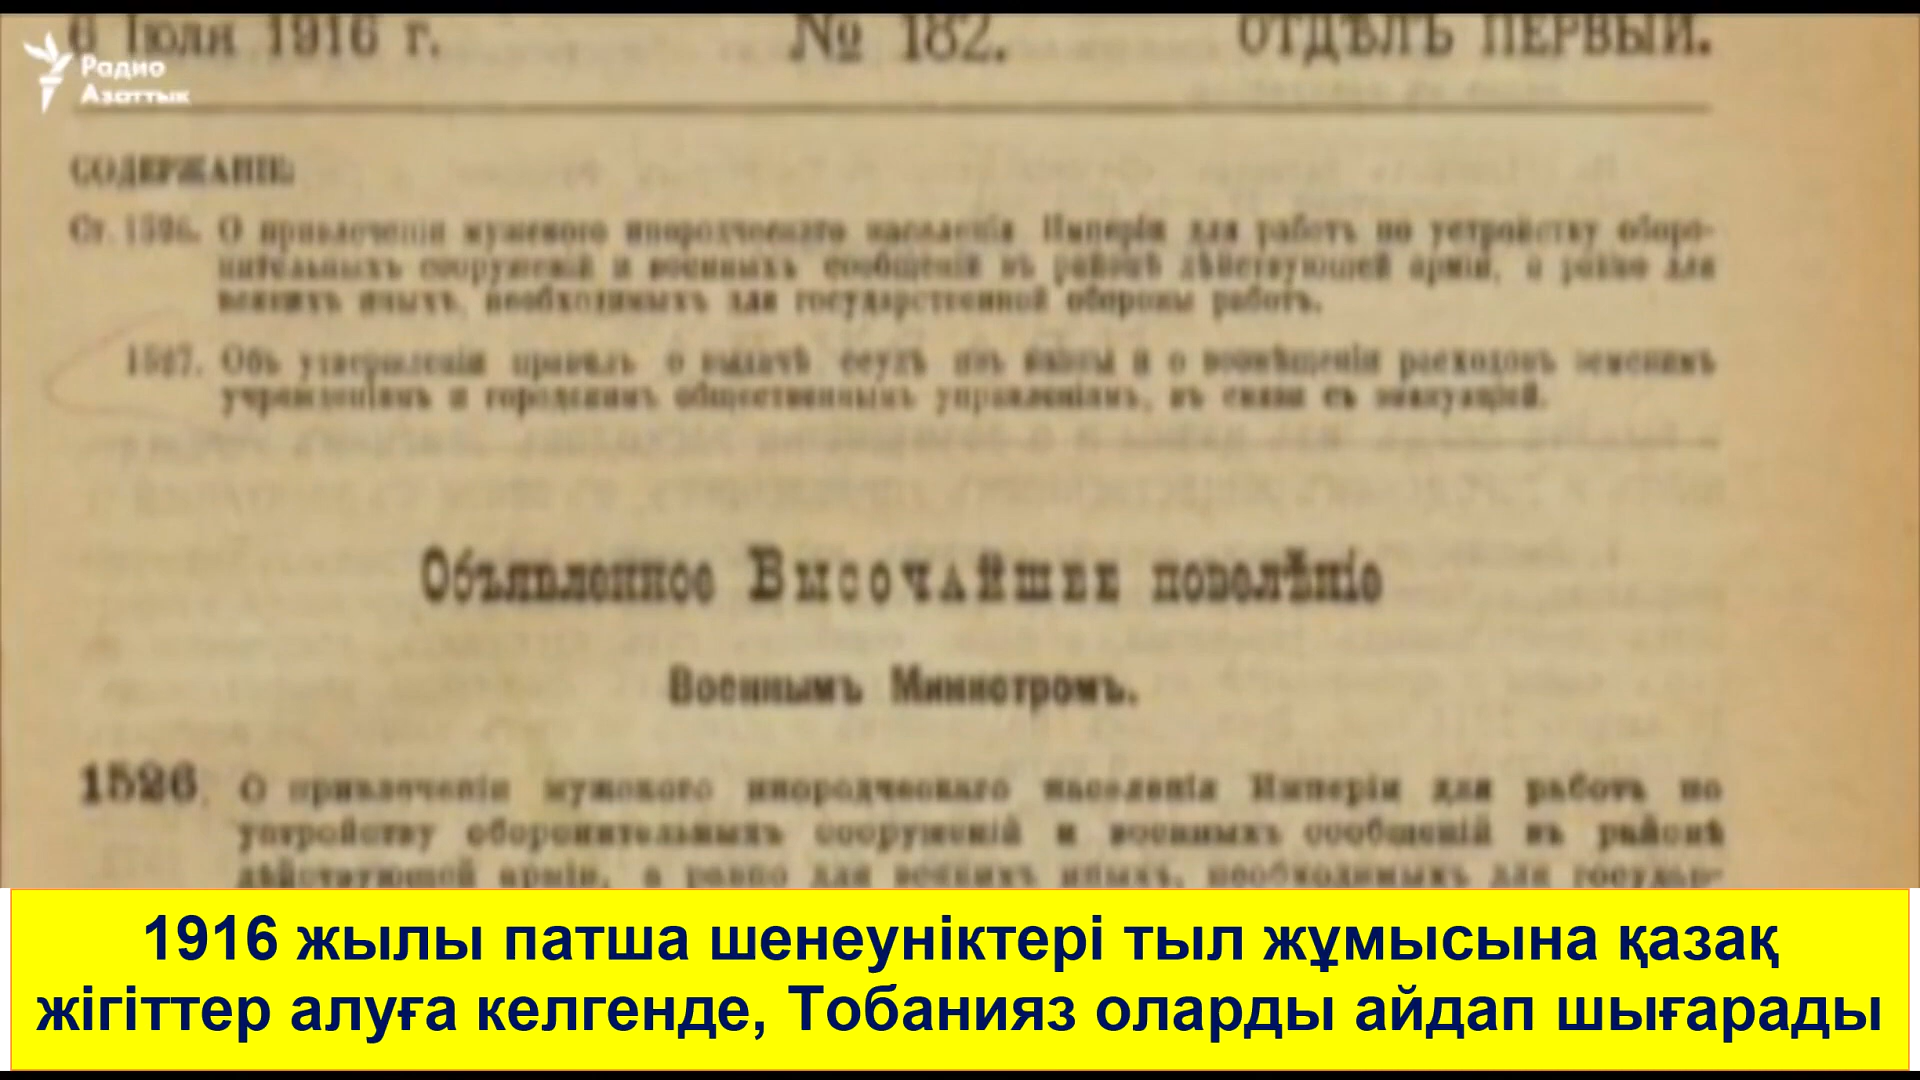 6 Іюля 1916 г. № 182. ОТДѢЛЪ ПЕРВЫЙ.
Радио
Азаттык
СОДЕРЖАНІЕ:
Ст. 1526. О привлеченіи мужского инородческаго населенія Имперіи для работъ по устройству оборо-
нительныхъ сооруженій и военныхъ сообщеній въ районѣ дѣйствующей арміи, а равно для
всякихъ иныхъ, необходимыхъ для государственной обороны работъ.
1527. Объ утвержденіи правилъ о выдачѣ ссудъ изъ казны и о возмѣщеніи расходовъ земскимъ
учрежденіямъ и городскимъ общественнымъ управленіямъ, въ связи съ эвакуаціей.
Объявленное ВЫСОЧАЙШЕЕ повелѣніе
Военнымъ Министромъ.
1526. О привлеченіи мужского инородческаго населенія Имперіи для работъ по
устройству оборонительныхъ сооруженій и военныхъ сообщеній въ районѣ
дѣйствующей арміи, а равно для всякихъ иныхъ, необходимыхъ для государ-
1916 жылы патша шенеуніктері тыл жұмысына қазақ
жігіттер алуға келгенде, Тобанияз оларды айдап шығарады